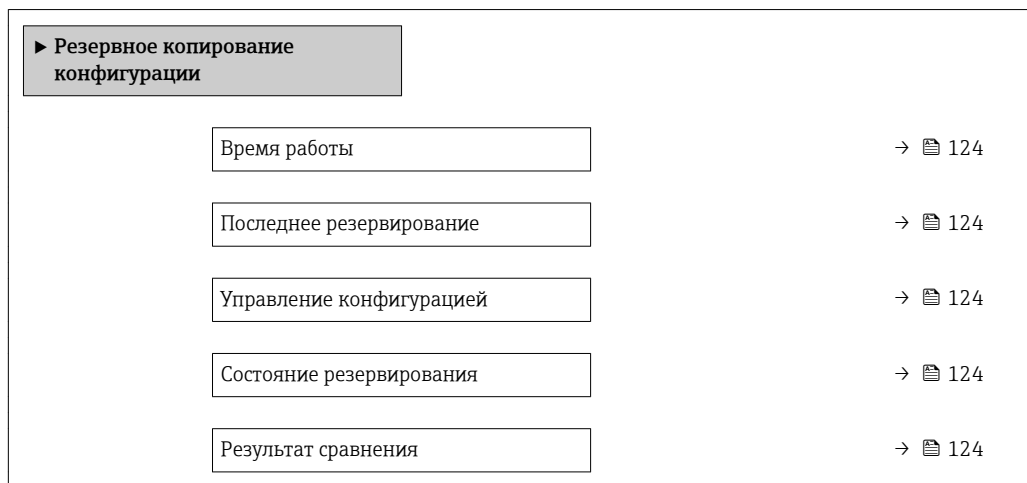 ▶ Резервное копирование
конфигурации
Время работы → 124
Последнее резервирование → 124
Управление конфигурацией → 124
Состояние резервирования → 124
Результат сравнения → 124